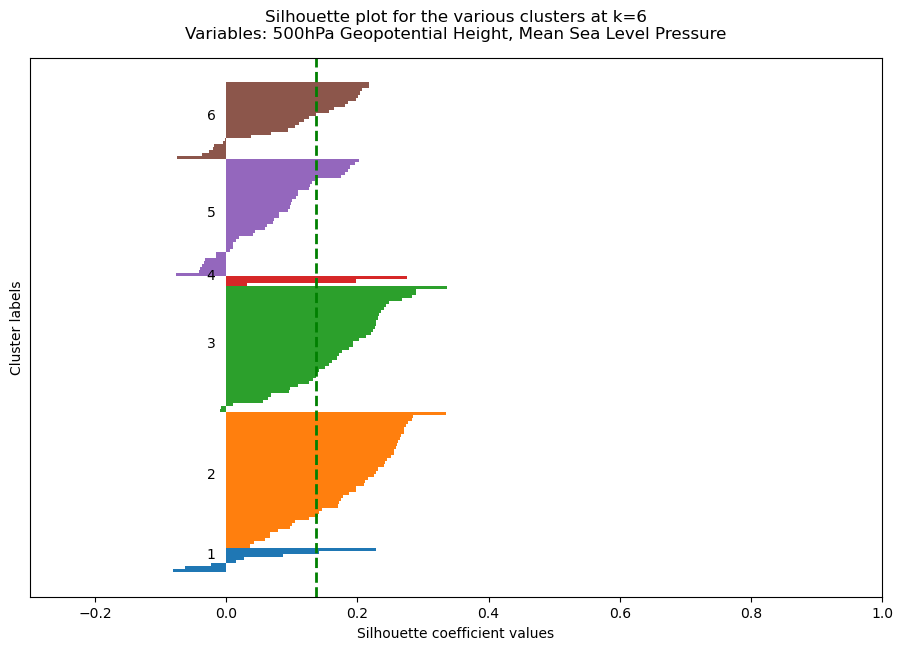 Silhouette plot for the various clusters at k=6
Variables: 500hPa Geopotential Height, Mean Sea Level Pressure
Cluster labels
6
5
4
3
2
1
−0.2 0.0 0.2 0.4 0.6 0.8 1.0
Silhouette coefficient values